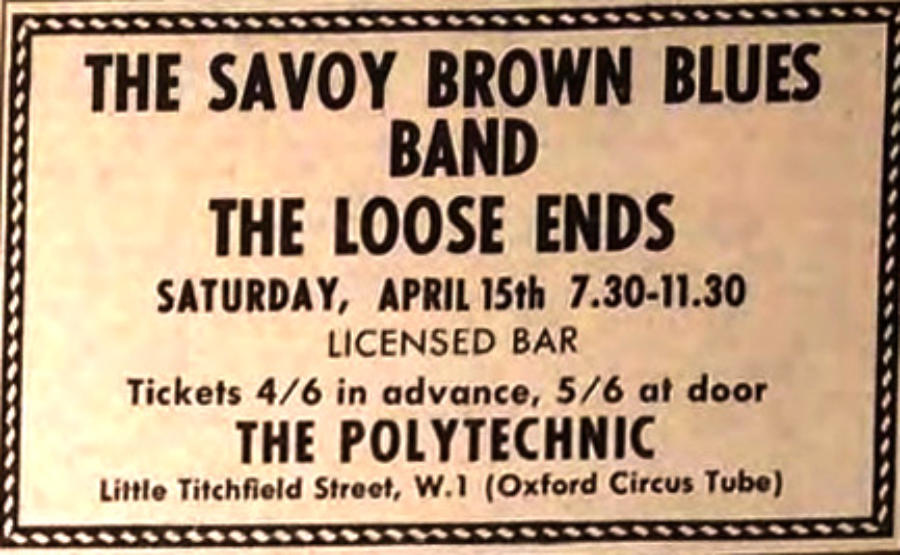 THE SAVOY BROWN BLUES
BAND
THE LOOSE ENDS
SATURDAY, APRIL 15th 7.30-11.30
LICENSED BAR
Tickets 4/6 in advance, 5/6 at door
THE POLYTECHNIC
Little Titchfield Street, W.1 (Oxford Circus Tube)